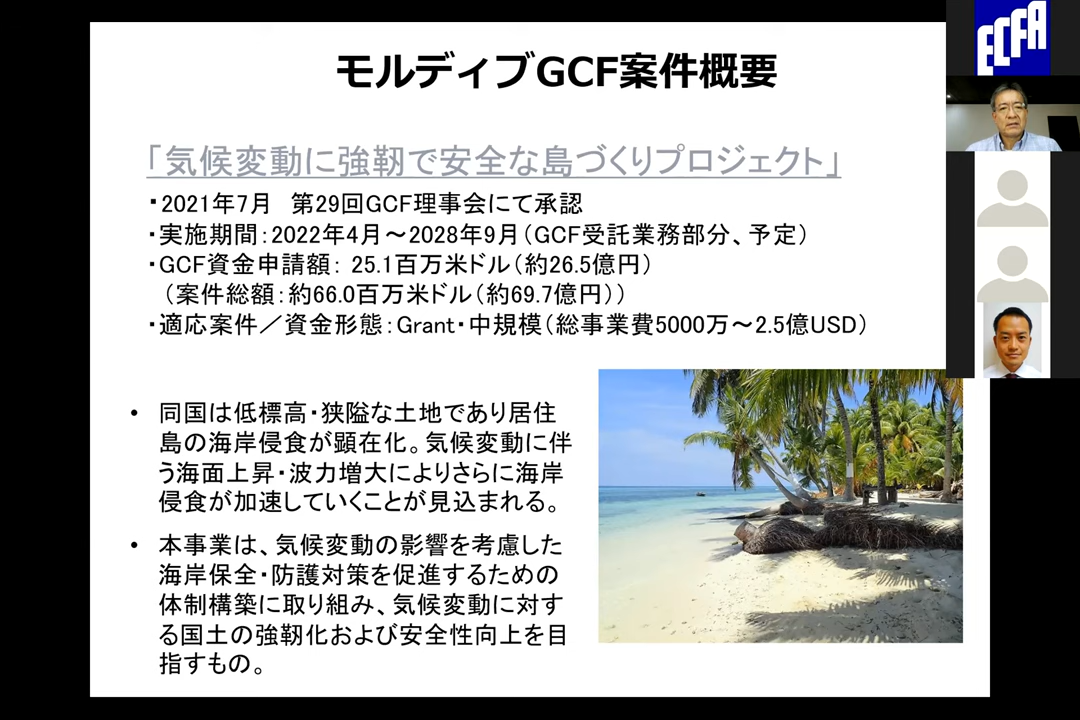 モルディブGCF案件概要
「気候変動に強靭で安全な島づくりプロジェクト」
・2021年7月　第29回GCF理事会にて承認
・実施期間：2022年4月～2028年9月（GCF受託業務部分、予定）
・GCF資金申請額： 25.1百万米ドル（約26.5億円）
（案件総額：約66.0百万米ドル（約69.7億円））
・適応案件／資金形態：Grant・中規模（総事業費5000万～2.5億USD）
• 同国は低標高・狭隘な土地であり居住
島の海岸侵食が顕在化。気候変動に伴
う海面上昇・波力増大によりさらに海岸
侵食が加速していくことが見込まれる。
• 本事業は、気候変動の影響を考慮した
海岸保全・防護対策を促進するための
体制構築に取り組み、気候変動に対す
る国土の強靭化および安全性向上を目
指すもの。
ECFA